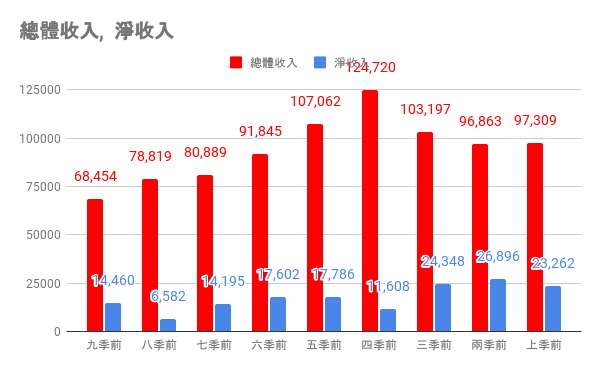 總體收入, 淨收入
總體收入 淨收入
125000
100000
75000
50000
25000
0
68,454 78,819 80,889 91,845 107,062 124,720 103,197 96,863 97,309
14,460 6,582 14,195 17,602 17,786 11,608 24,348 26,896 23,262
九季前 八季前 七季前 六季前 五季前 四季前 三季前 兩季前 上季前